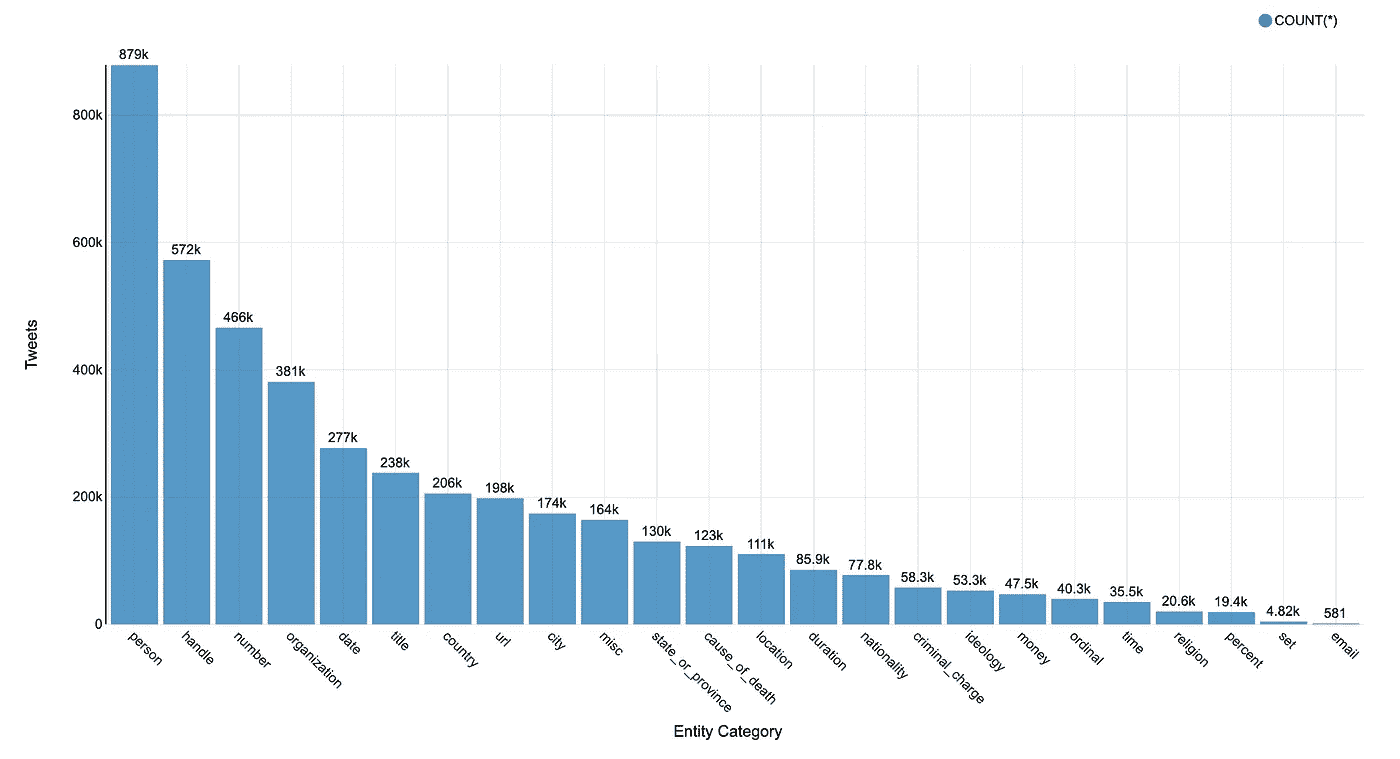 COUNT(*)
879k
800k
600k
572k
466k
400k
381k
277k
238k
206k
198k
200k
174k
164k
130k
123k
111k
85.9k
77.8k
58.3k
53.3k
47.5k
40.3k
35.5k
20.6k
19.4k
4.82k
581
0
Tweets
person
handle
number
organization
date
title
country
url
city
misc
state_or_province
cause_of_death
location
duration
nationality
criminal_charge
ideology
money
ordinal
time
religion
percent
set
email
Entity Category